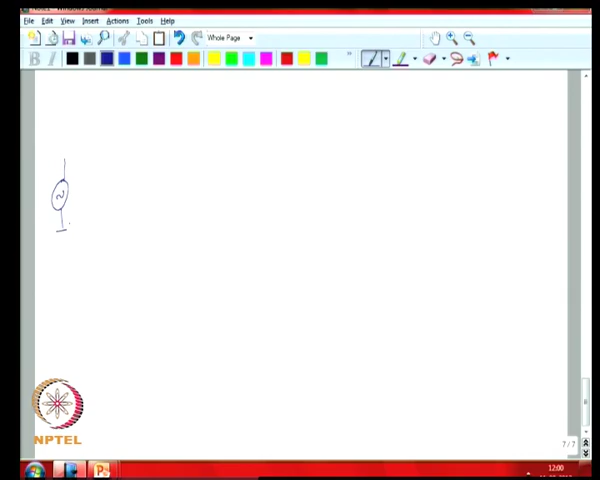 File Edit View Insert Actions Tools Help
Whole Page
B I
7/7
NPTEL
12:00